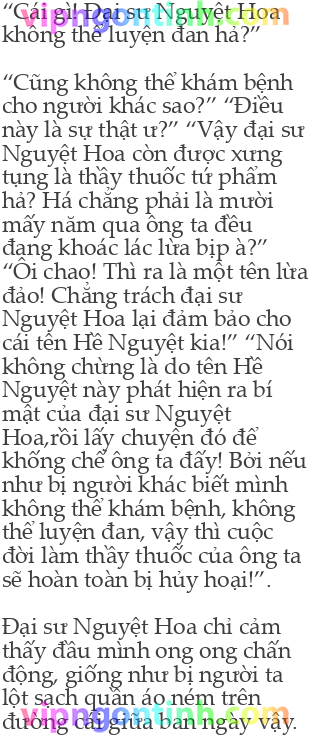 “Cái gì! Đại sư Nguyệt Hoa
vipngontinh.com
không thể luyện đan hả?”
“Cũng không thể khám bệnh
cho người khác sao?” “Điều
này là sự thật ư?” “Vậy đại sư
Nguyệt Hoa còn được xưng
tụng là thầy thuốc tứ phẩm
hả? Há chẳng phải là mười
mấy năm qua ông ta đều
đang khoác lác lừa bịp à?”
“Ôi chao! Thì ra là một tên lừa
đảo! Chẳng trách đại sư
Nguyệt Hoa lại đảm bảo cho
cái tên Hề Nguyệt kia!” “Nói
không chừng là do tên Hề
Nguyệt này phát hiện ra bí
mật của đại sư Nguyệt
Hoa,rồi lấy chuyện đó để
khống chế ông ta đấy! Bởi nếu
như bị người khác biết mình
không thể khám bệnh, không
thể luyện đan, vậy thì cuộc
đời làm thầy thuốc của ông ta
sẽ hoàn toàn bị hủy hoại!”.
Đại sư Nguyệt Hoa chỉ cảm
thấy đầu mình ong ong chấn
động, giống như bị người ta
lột sạch quần áo ném trên
vipngontinh.com
đường cái giữa ban ngày vậy.